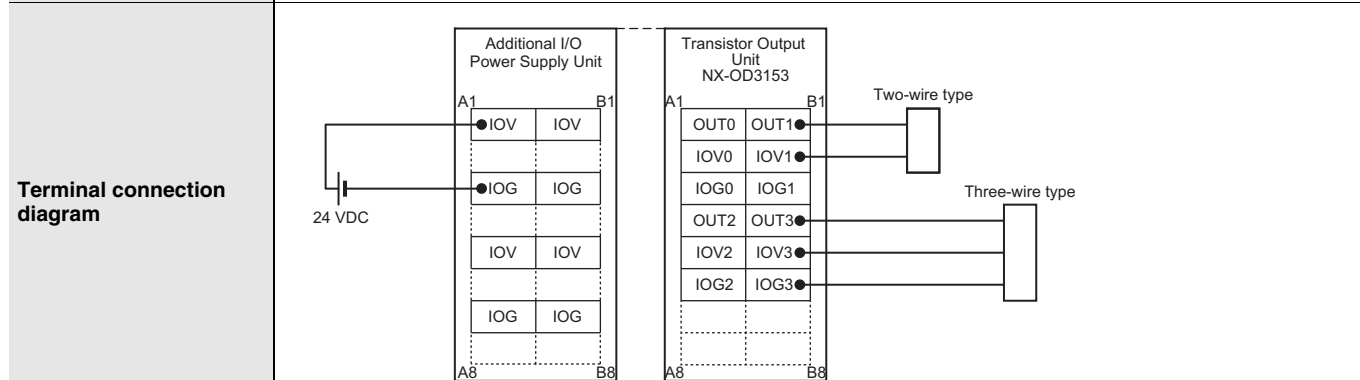 Terminal connection
diagram
24 VDC
Additional I/O
Power Supply Unit
A1 B1
IOV IOV
IOG IOG
IOV IOV
IOG IOG
A8 B8
Transistor Output
Unit
NX-OD3153
A1 B1
OUT0 OUT1
IOV0 IOV1
IOG0 IOG1
OUT2 OUT3
IOV2 IOV3
IOG2 IOG3
A8 B8
Two-wire type
Three-wire type